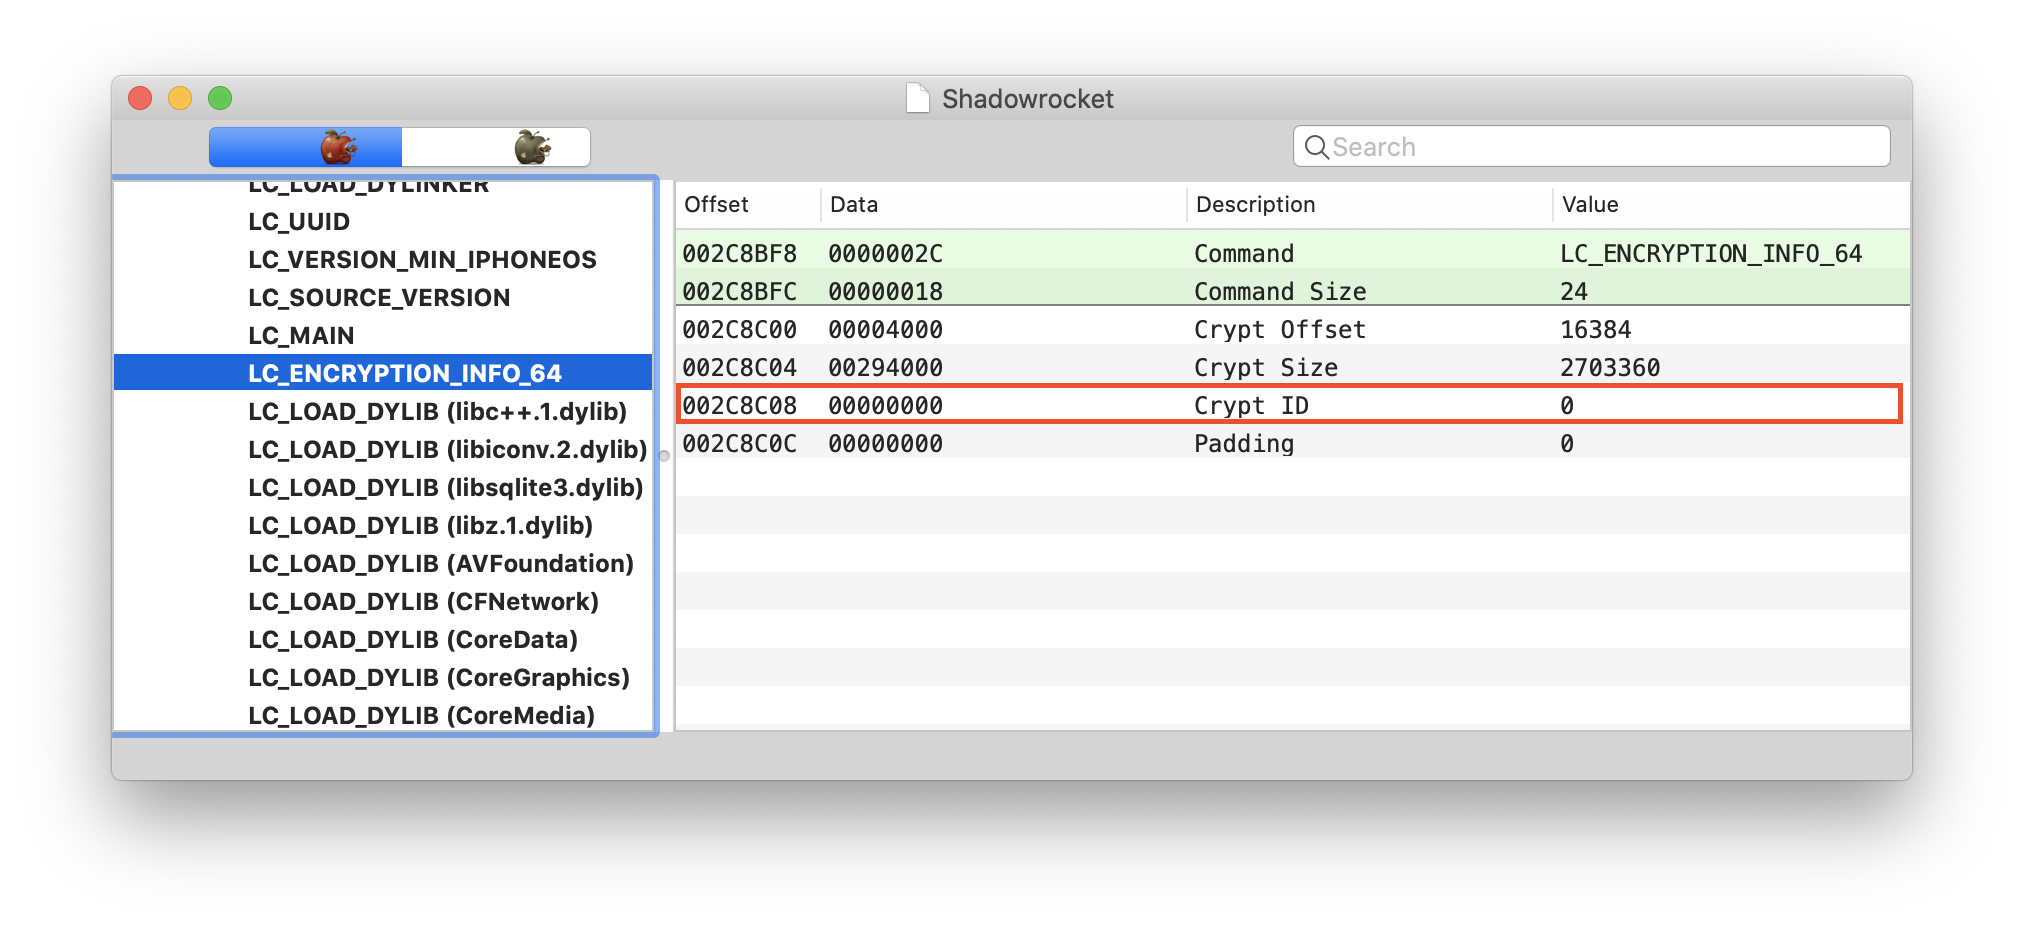 Shadowrocket
Search
LC_LOAD_DYLINKER
LC_UUID
LC_VERSION_MIN_IPHONEOS
LC_SOURCE_VERSION
LC_MAIN
LC_ENCRYPTION_INFO_64
LC_LOAD_DYLIB (libc++.1.dylib)
LC_LOAD_DYLIB (libiconv.2.dylib)
LC_LOAD_DYLIB (libsqlite3.dylib)
LC_LOAD_DYLIB (libz.1.dylib)
LC_LOAD_DYLIB (AVFoundation)
LC_LOAD_DYLIB (CFNetwork)
LC_LOAD_DYLIB (CoreData)
LC_LOAD_DYLIB (CoreGraphics)
LC_LOAD_DYLIB (CoreMedia)
Offset Data Description Value
002C8BF8 0000002C Command LC_ENCRYPTION_INFO_64
002C8BFC 00000018 Command Size 24
002C8C00 00004000 Crypt Offset 16384
002C8C04 00294000 Crypt Size 2703360
002C8C08 00000000 Crypt ID 0
002C8C0C 00000000 Padding 0